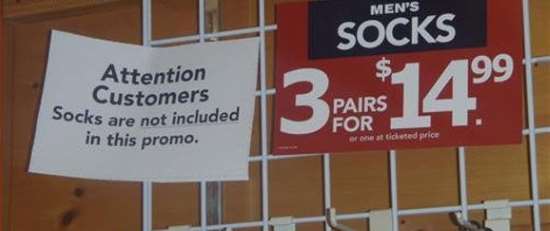 Attention
Customers
Socks are not included
in this promo.
MEN'S
SOCKS
3 PAIRS FOR $14.99
or one at ticketed price